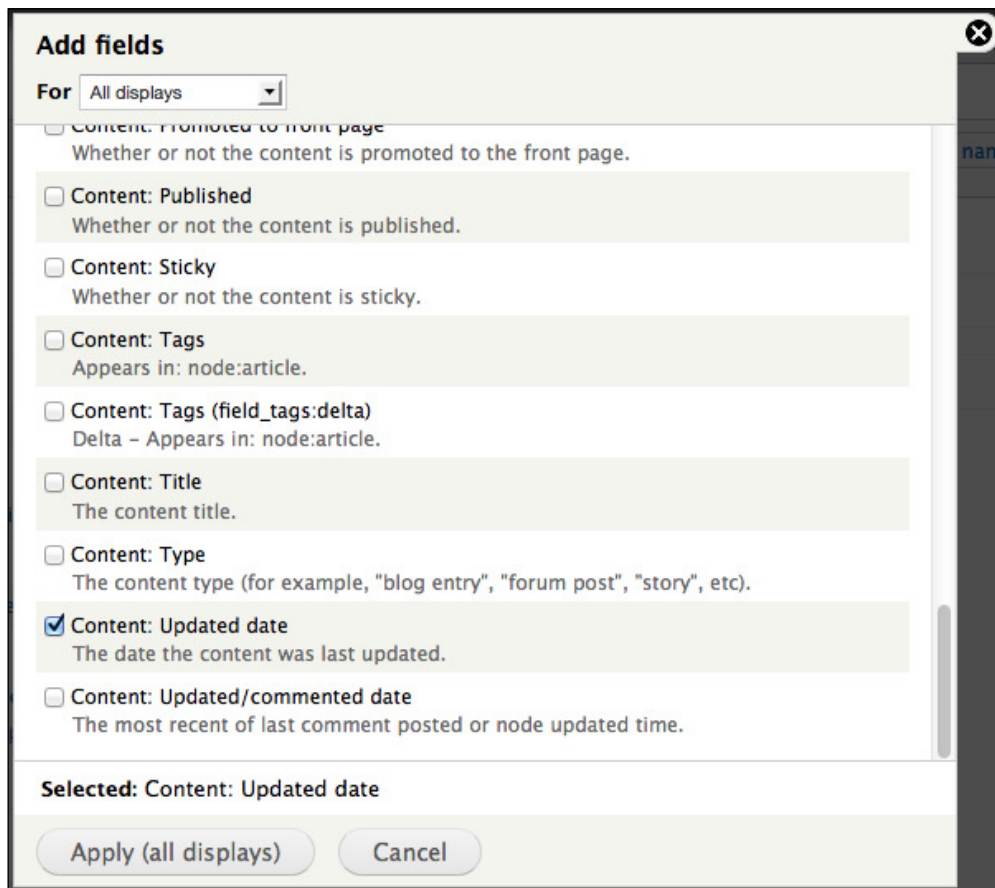 Add fields
For All displays
Content: Promoted to front page
Whether or not the content is promoted to the front page.
Content: Published
Whether or not the content is published.
Content: Sticky
Whether or not the content is sticky.
Content: Tags
Appears in: node:article.
Content: Tags (field_tags:delta)
Delta – Appears in: node:article.
Content: Title
The content title.
Content: Type
The content type (for example, "blog entry", "forum post", "story", etc).
Content: Updated date
The date the content was last updated.
Content: Updated/commented date
The most recent of last comment posted or node updated time.
Selected: Content: Updated date
Apply (all displays) Cancel